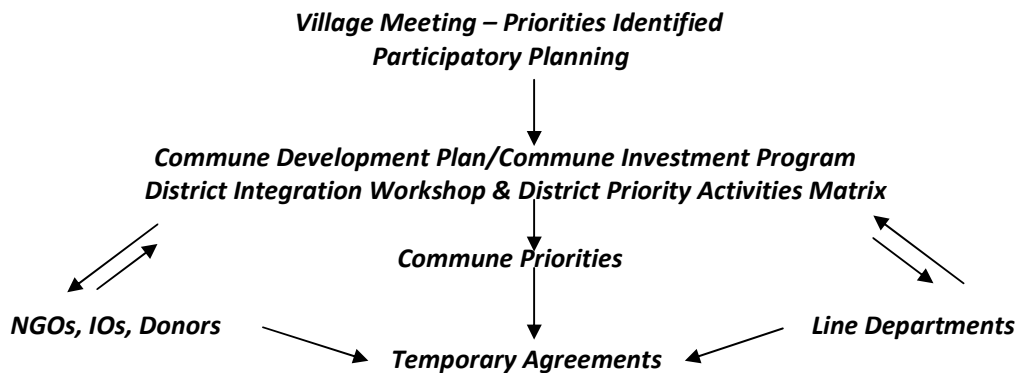 Village Meeting – Priorities Identified
Participatory Planning
Commune Development Plan/Commune Investment Program
District Integration Workshop & District Priority Activities Matrix
Commune Priorities
NGOs, IOs, Donors
Line Departments
Temporary Agreements